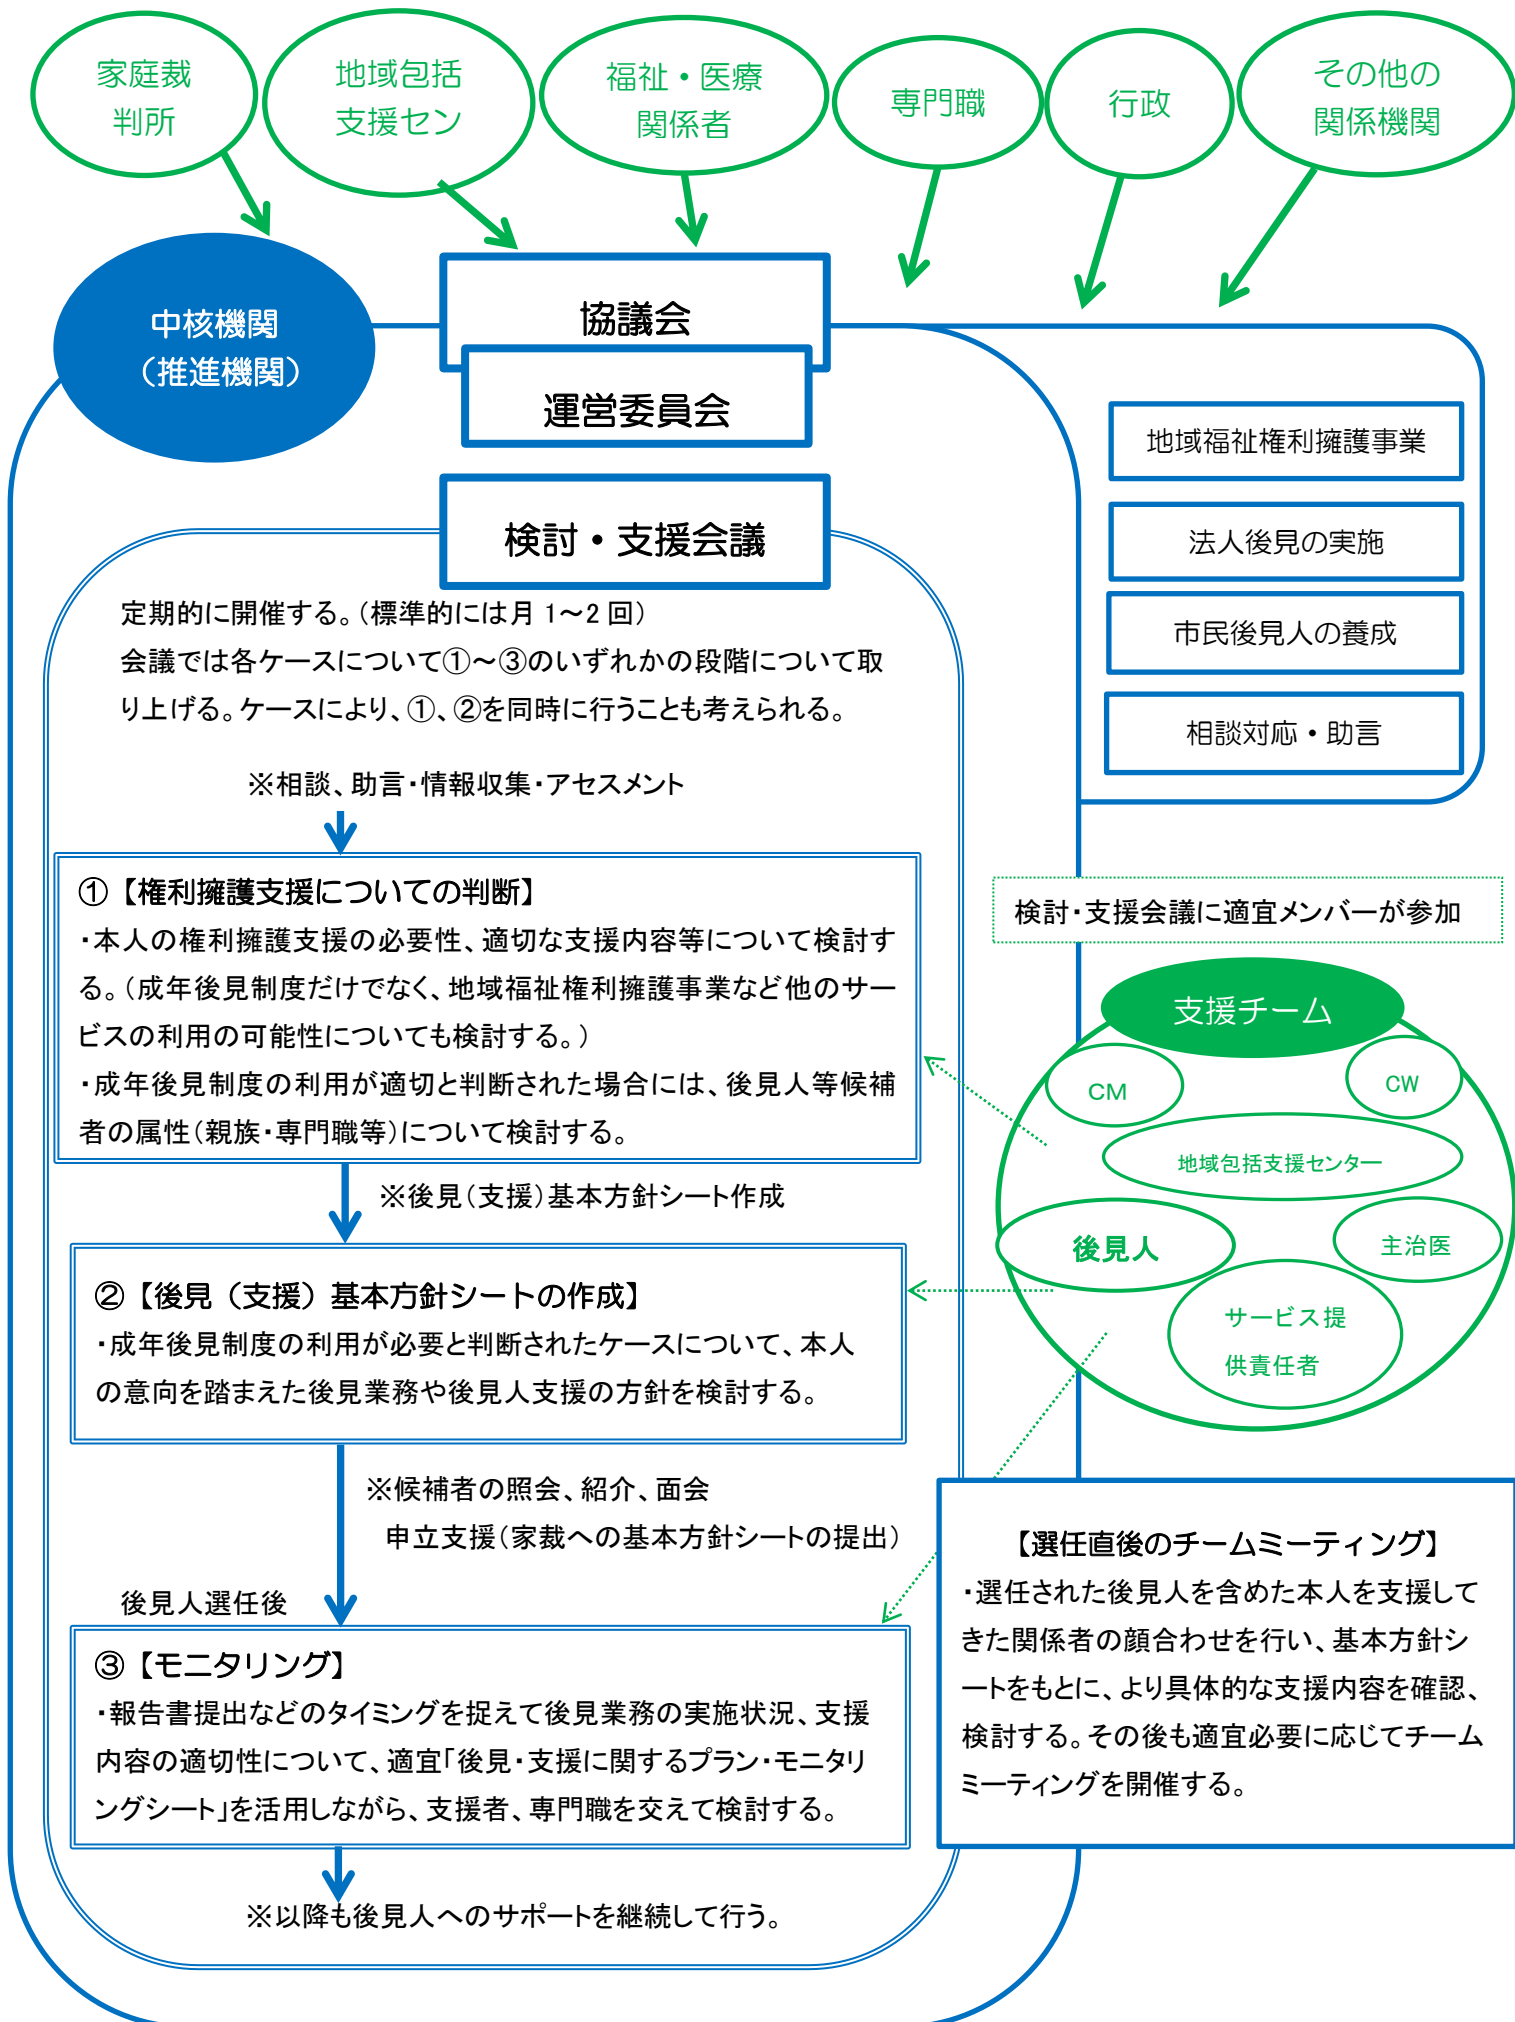 家庭裁
判所
地域包括
支援セン
福祉・医療
関係者
専門職
行政
その他の
関係機関
中核機関
（推進機関）
協議会
運営委員会
検討・支援会議
定期的に開催する。（標準的には月 1～2 回）
会議では各ケースについて①～③のいずれかの段階について取
り上げる。ケースにより、①、②を同時に行うことも考えられる。
※相談、助言・情報収集・アセスメント
①【権利擁護支援についての判断】
・本人の権利擁護支援の必要性、適切な支援内容等について検討す
る。（成年後見制度だけでなく、地域福祉権利擁護事業など他のサー
ビスの利用の可能性についても検討する。）
・成年後見制度の利用が適切と判断された場合には、後見人等候補
者の属性（親族・専門職等）について検討する。
※後見（支援）基本方針シート作成
②【後見（支援）基本方針シートの作成】
・成年後見制度の利用が必要と判断されたケースについて、本人
の意向を踏まえた後見業務や後見人支援の方針を検討する。
※候補者の照会、紹介、面会
申立支援（家裁への基本方針シートの提出）
後見人選任後
③【モニタリング】
・報告書提出などのタイミングを捉えて後見業務の実施状況、支援
内容の適切性について、適宜「後見・支援に関するプラン・モニタリ
ングシート」を活用しながら、支援者、専門職を交えて検討する。
※以降も後見人へのサポートを継続して行う。
地域福祉権利擁護事業
法人後見の実施
市民後見人の養成
相談対応・助言
検討・支援会議に適宜メンバーが参加
支援チーム
CM
CW
地域包括支援センター
後見人
主治医
サービス提
供責任者
【選任直後のチームミーティング】
・選任された後見人を含めた本人を支援して
きた関係者の顔合わせを行い、基本方針シ
ートをもとに、より具体的な支援内容を確認、
検討する。その後も適宜必要に応じてチーム
ミーティングを開催する。